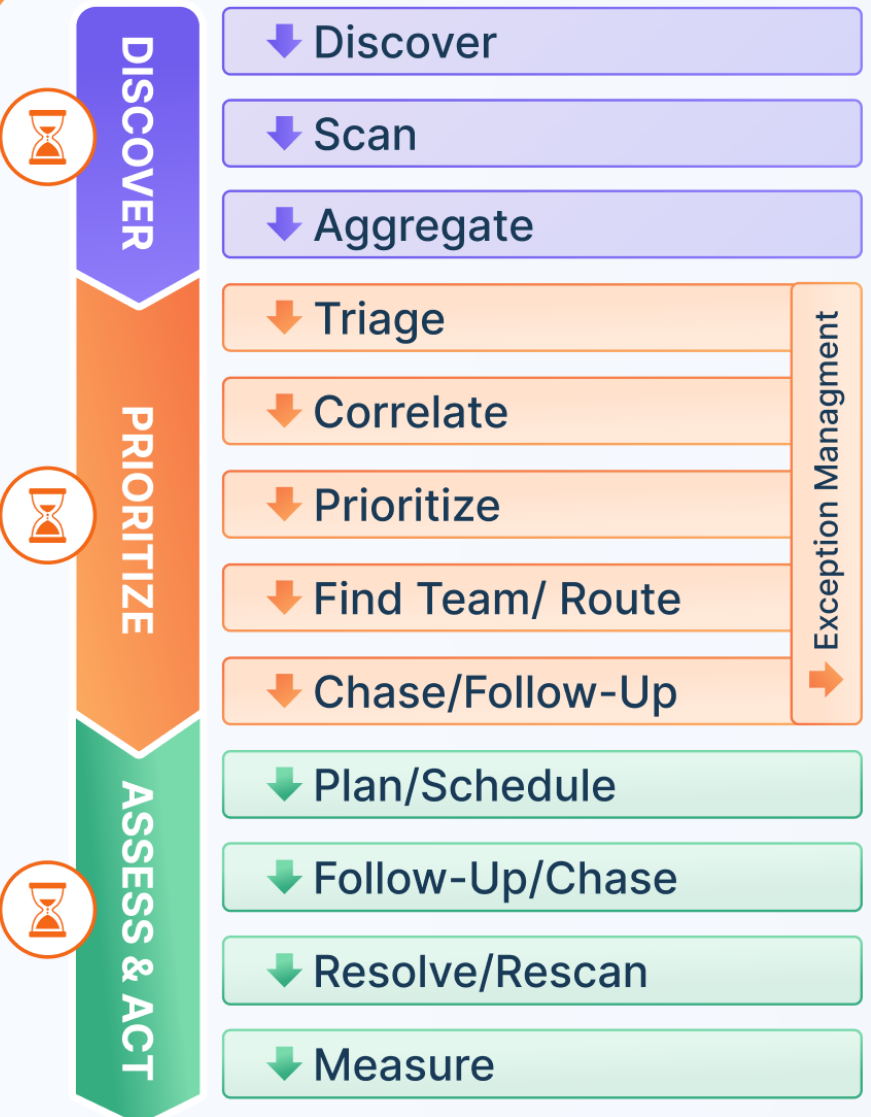 DISCOVER
Discover
Scan
Aggregate
PRIORITIZE
Triage
Correlate
Prioritize
Find Team/ Route
Chase/Follow-Up
Exception Managment
ASSESS & ACT
Plan/Schedule
Follow-Up/Chase
Resolve/Rescan
Measure